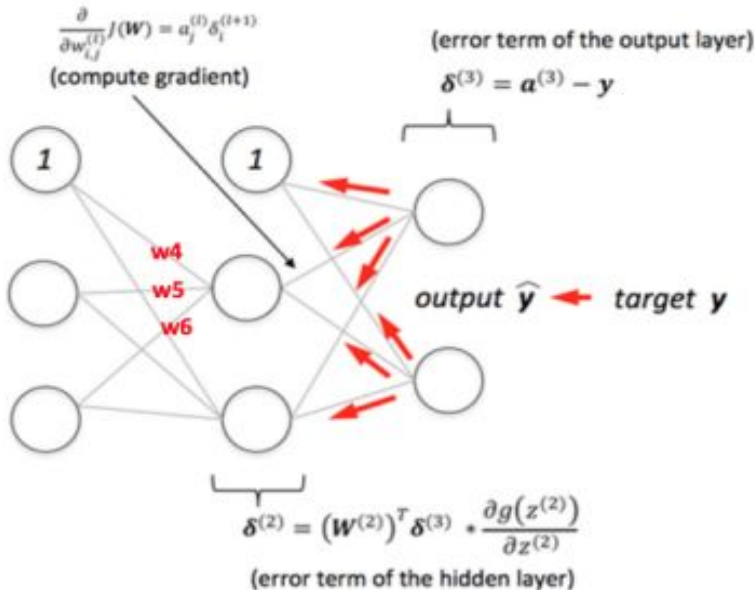 ∂/∂w_{i,j}^{(l)} J(W) = a_j^{(l)} δ_i^{(l+1)}
(compute gradient)
(error term of the output layer)
δ^{(3)} = a^{(3)} − y
1
1
w4
w5
w6
output ŷ
target y
δ^{(2)} = (W^{(2)})^T δ^{(3)} * ∂g(z^{(2)})/∂z^{(2)}
(error term of the hidden layer)